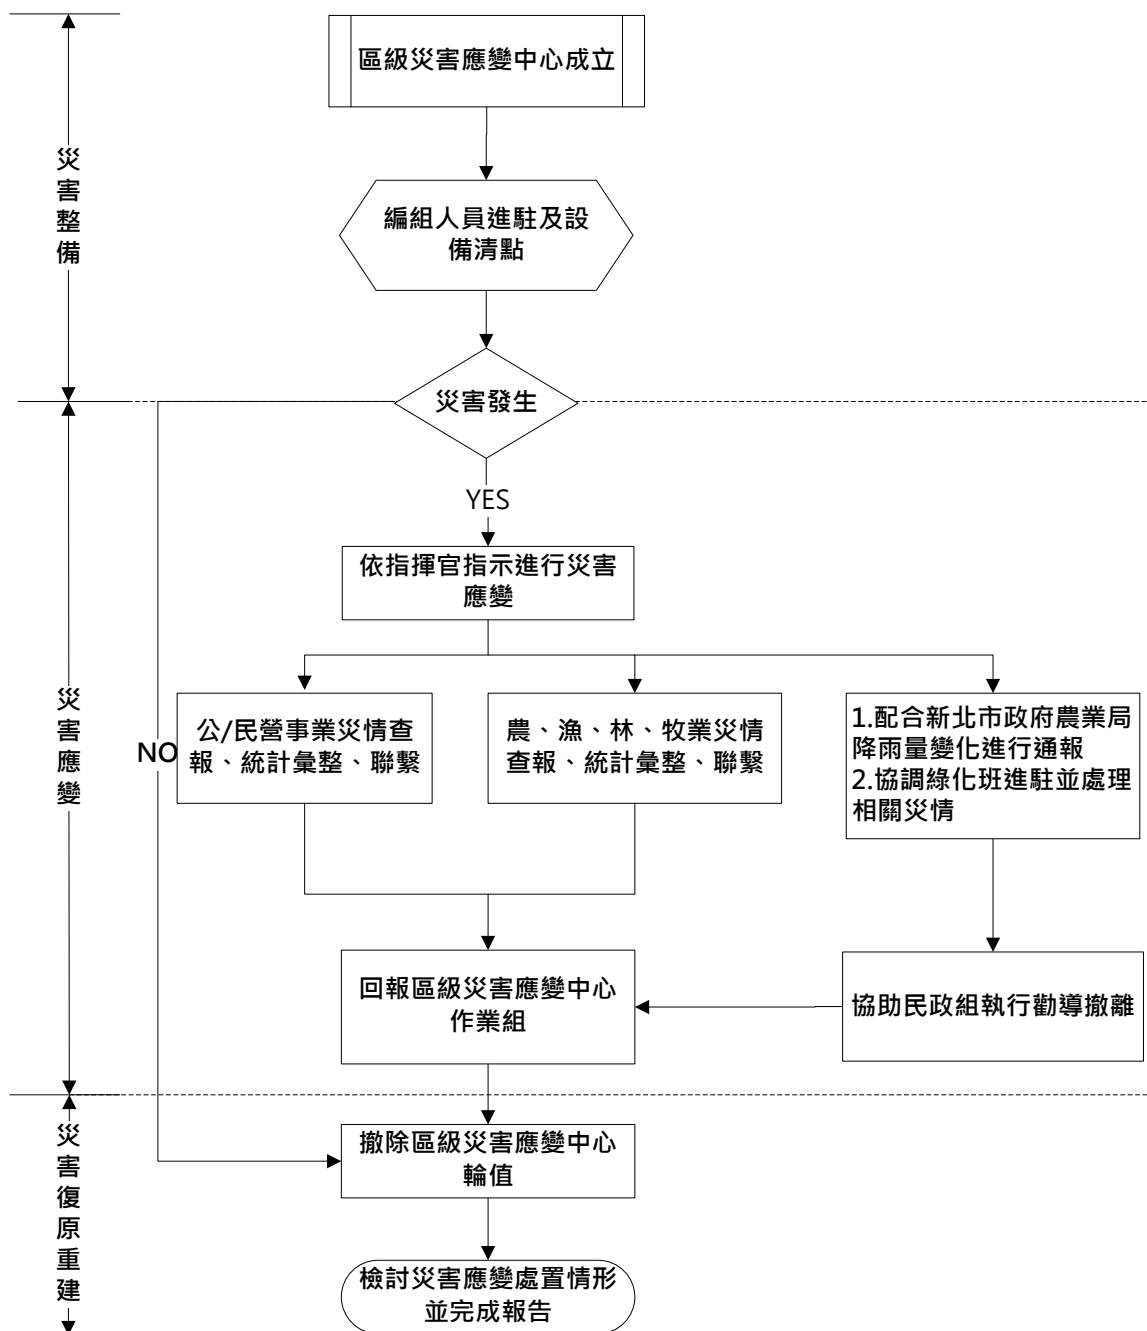 區級災害應變中心成立
災害整備
編組人員進駐及設
備清點
災害發生
YES
依指揮官指示進行災害
應變
災害應變
NO
公/民營事業災情查
報、統計彙整、聯繫
農、漁、林、牧業災情
查報、統計彙整、聯繫
1.配合新北市政府農業局
降雨量變化進行通報
2.協調綠化班進駐並處理
相關災情
回報區級災害應變中心
作業組
協助民政組執行勸導撤離
災害復原重建
撤除區級災害應變中心
輪值
檢討災害應變處置情形
並完成報告